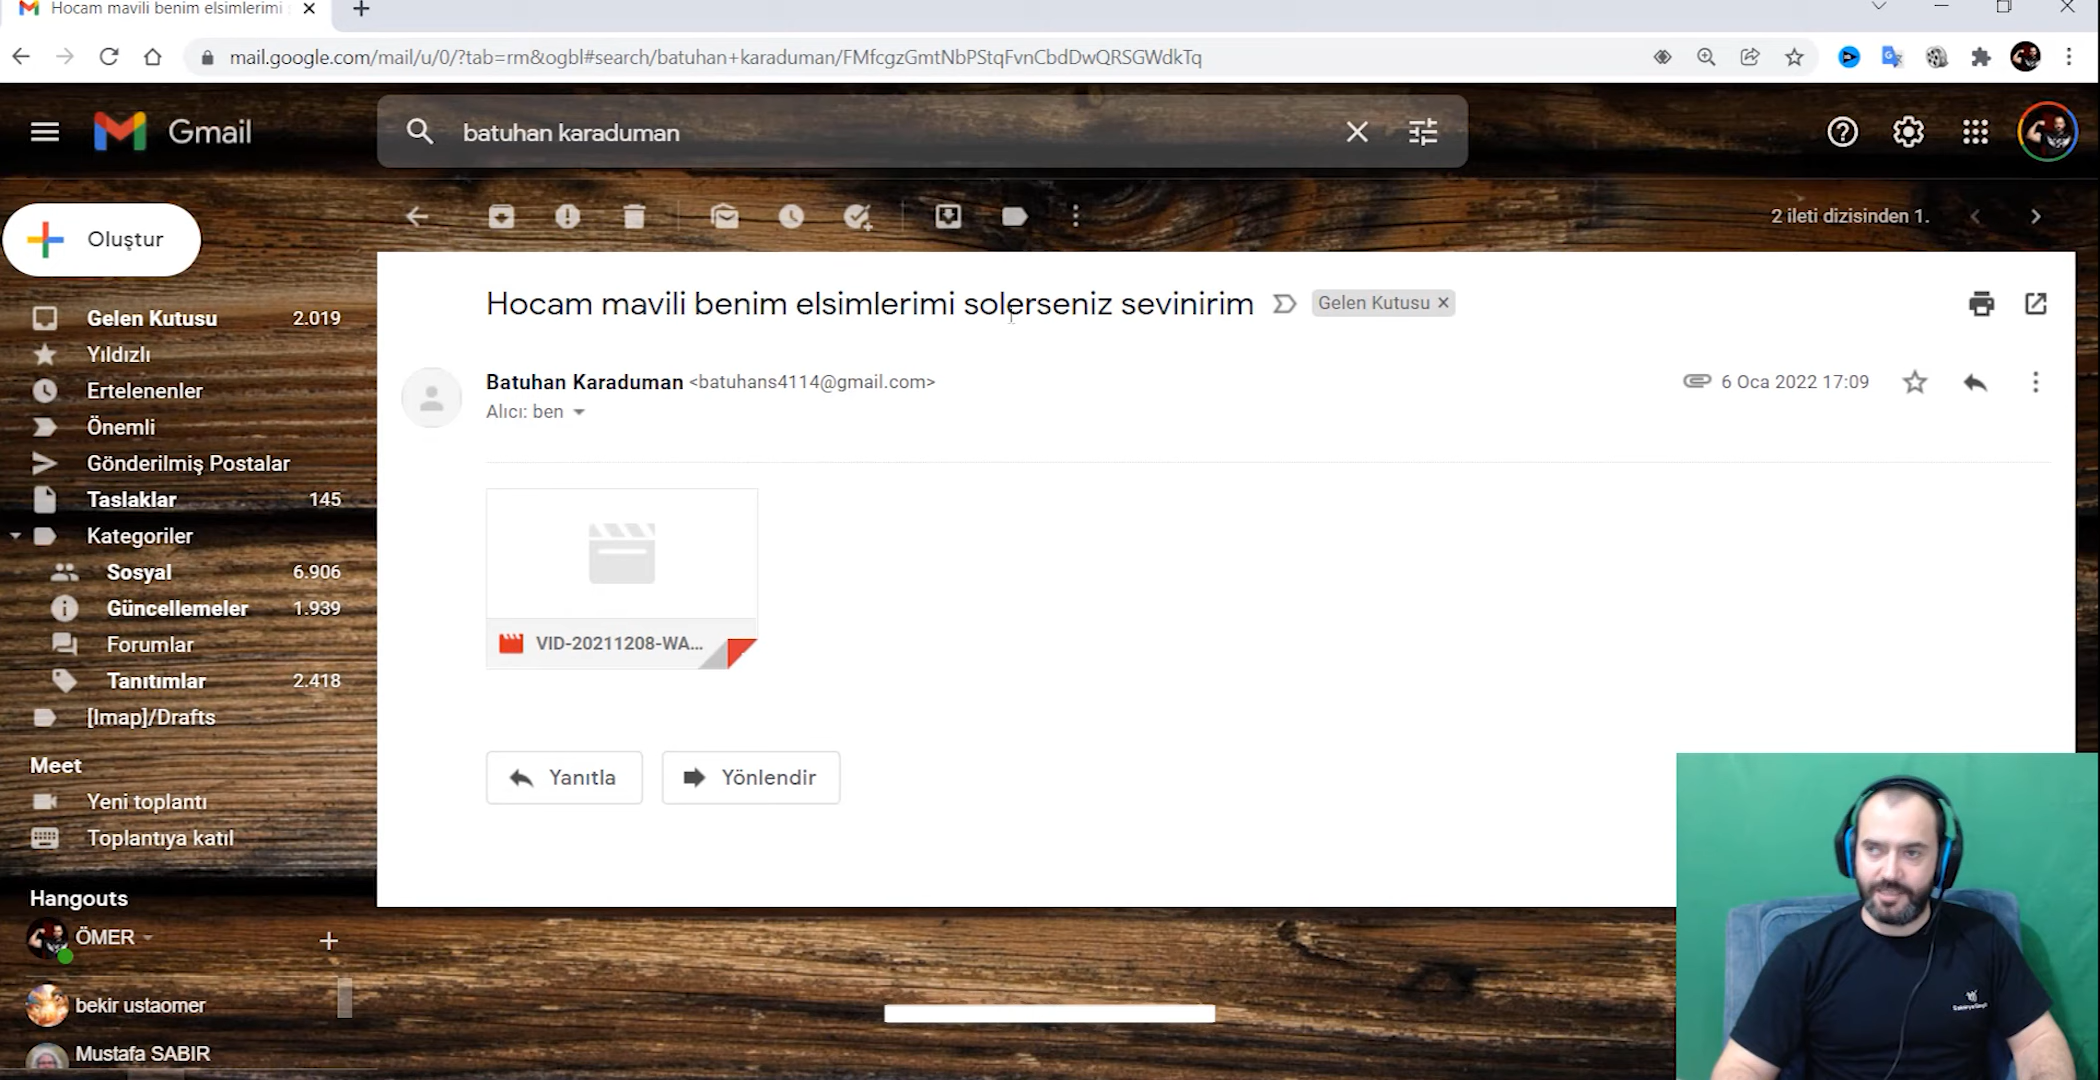 Hocam mavili benim elsimlerimi
mail.google.com/mail/u/0/?tab=rm&ogbl#search/batuhan+karaduman/FMfcgzGmtNbPStqFvnCbdDwQRSGWdkTq
Gmail
batuhan karaduman
Oluştur
2 ileti dizisinden 1.
Gelen Kutusu 2.019
Yıldızlı
Ertelenenler
Önemli
Gönderilmiş Postalar
Taslaklar 145
Kategoriler
Sosyal 6.906
Güncellemeler 1.939
Forumlar
Tanıtımlar 2.418
[Imap]/Drafts
Meet
Yeni toplantı
Toplantıya katıl
Hangouts
ÖMER
bekir ustaomer
Mustafa SABIR
Hocam mavili benim elsimlerimi solerseniz sevinirim
Gelen Kutusu
Batuhan Karaduman <batuhans4114@gmail.com>
6 Oca 2022 17:09
Alıcı: ben
VID-20211208-WA...
Yanıtla
Yönlendir